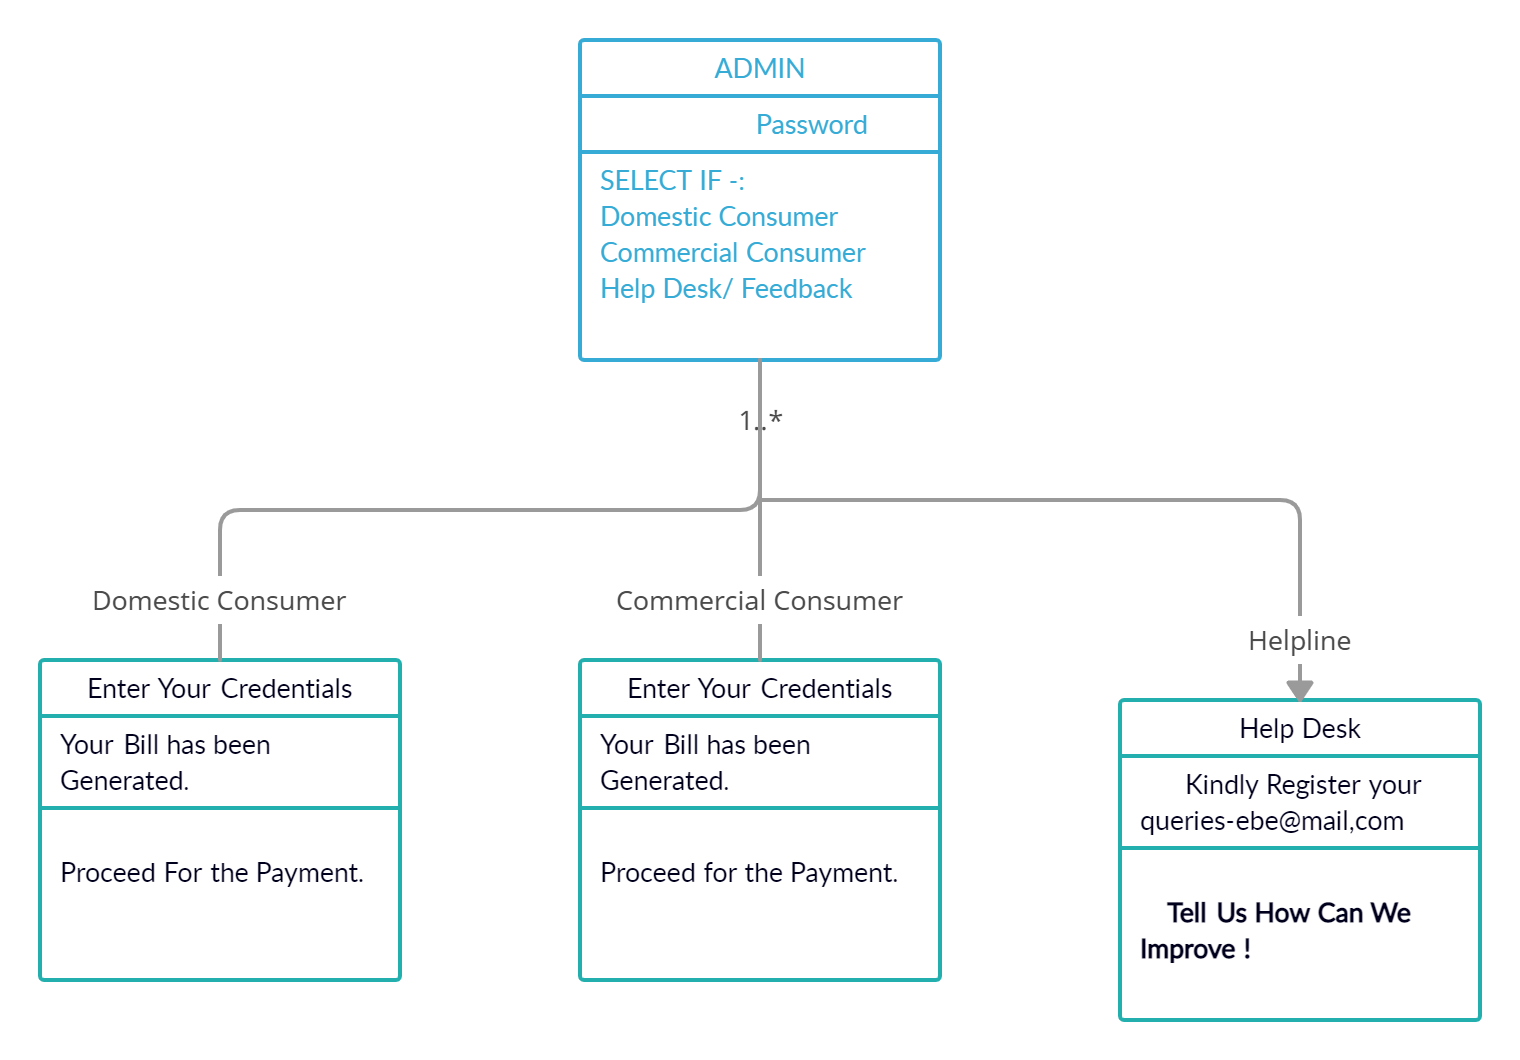 ADMIN
Password
SELECT IF -:
Domestic Consumer
Commercial Consumer
Help Desk/ Feedback
1..*
Domestic Consumer
Commercial Consumer
Helpline
Enter Your Credentials
Your Bill has been
Generated.
Proceed For the Payment.
Enter Your Credentials
Your Bill has been
Generated.
Proceed for the Payment.
Help Desk
Kindly Register your
queries-ebe@mail,com
Tell Us How Can We
Improve !